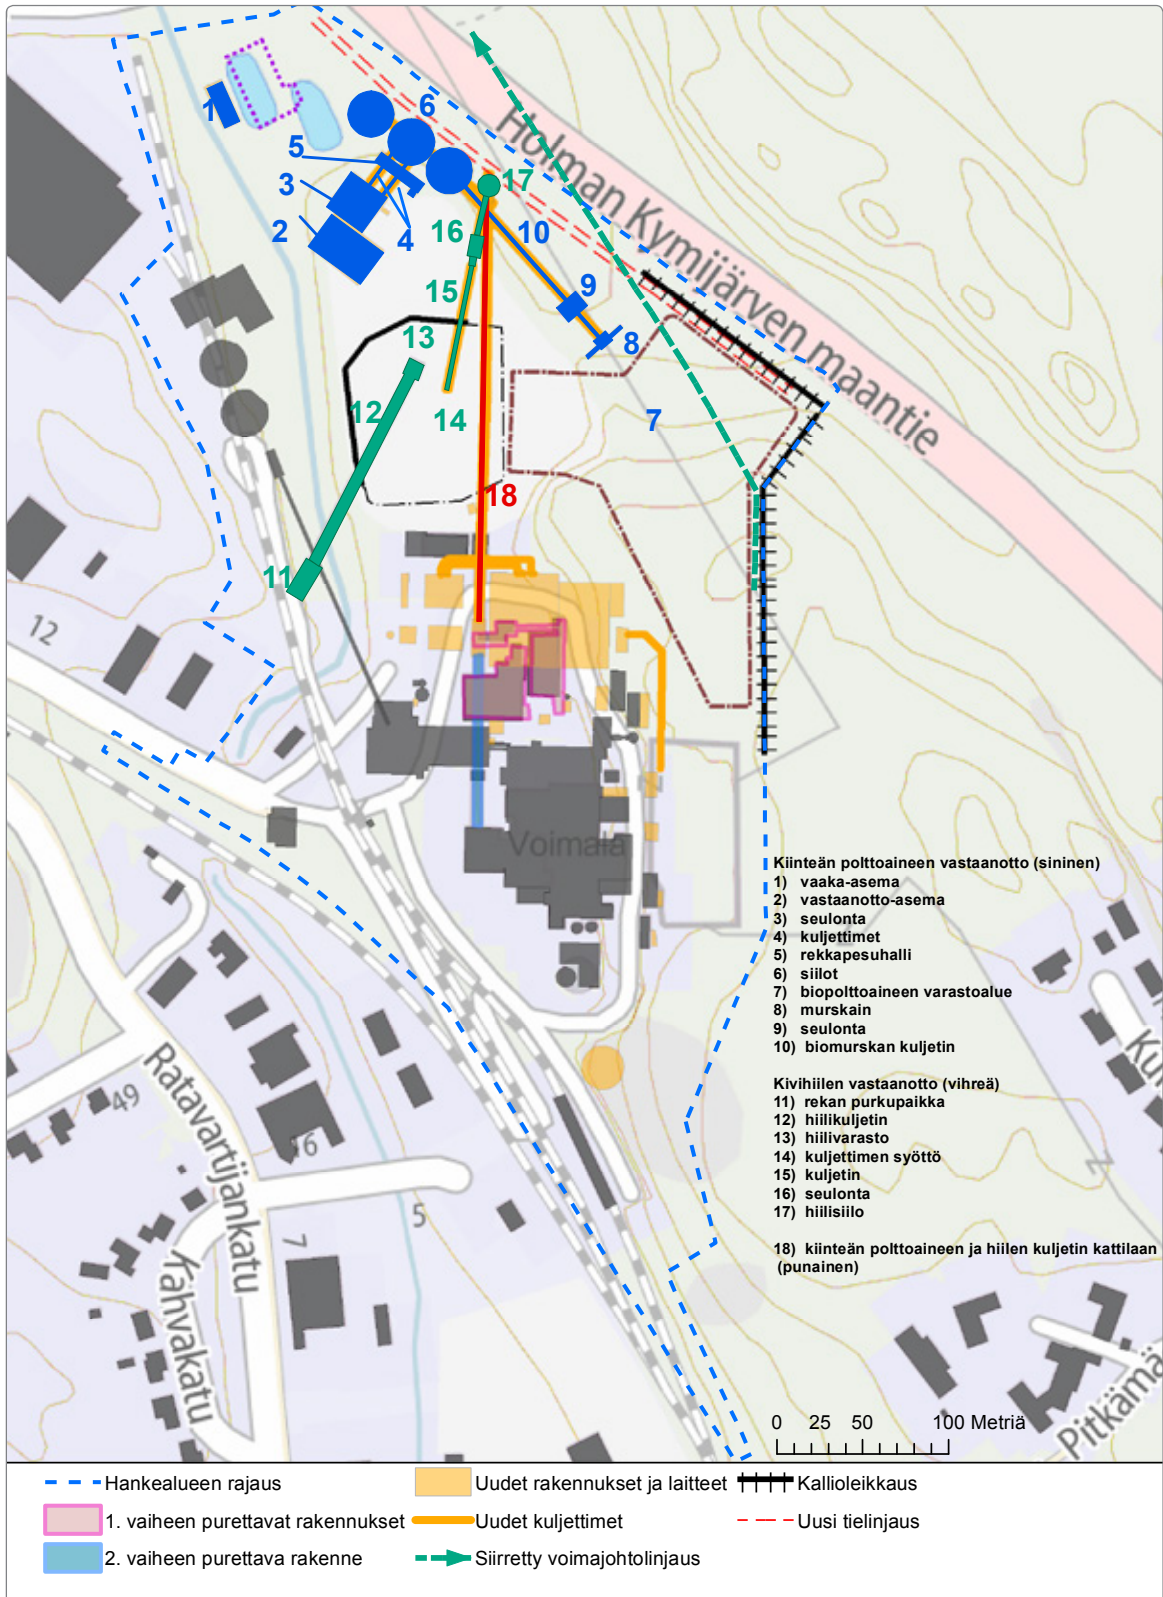 1
6
5
3
2
4
17
16
10
15
9
8
13
14
12
7
18
11
Holman Kymijärven maantie
12
Voimala
49
16
5
7
Ratavartijankatu
Kahvakatu
Pitkämä
Kiinteän polttoaineen vastaanotto (sininen)
1) vaaka-asema
2) vastaanotto-asema
3) seulonta
4) kuljettimet
5) rekkapesuhalli
6) siilot
7) biopolttoaineen varastoalue
8) murskain
9) seulonta
10) biomurskan kuljetin
Kivihiilen vastaanotto (vihreä)
11) rekan purkupaikka
12) hiilikuljetin
13) hiilivarasto
14) kuljettimen syöttö
15) kuljetin
16) seulonta
17) hiilisiilo
18) kiinteän polttoaineen ja hiilen kuljetin kattilaan
(punainen)
0 25 50 100 Metriä
Hankealueen rajaus
1. vaiheen purettavat rakennukset
2. vaiheen purettava rakenne
Uudet rakennukset ja laitteet
Uudet kuljettimet
Siirretty voimajohtolinjaus
Kallioleikkaus
Uusi tielinjaus